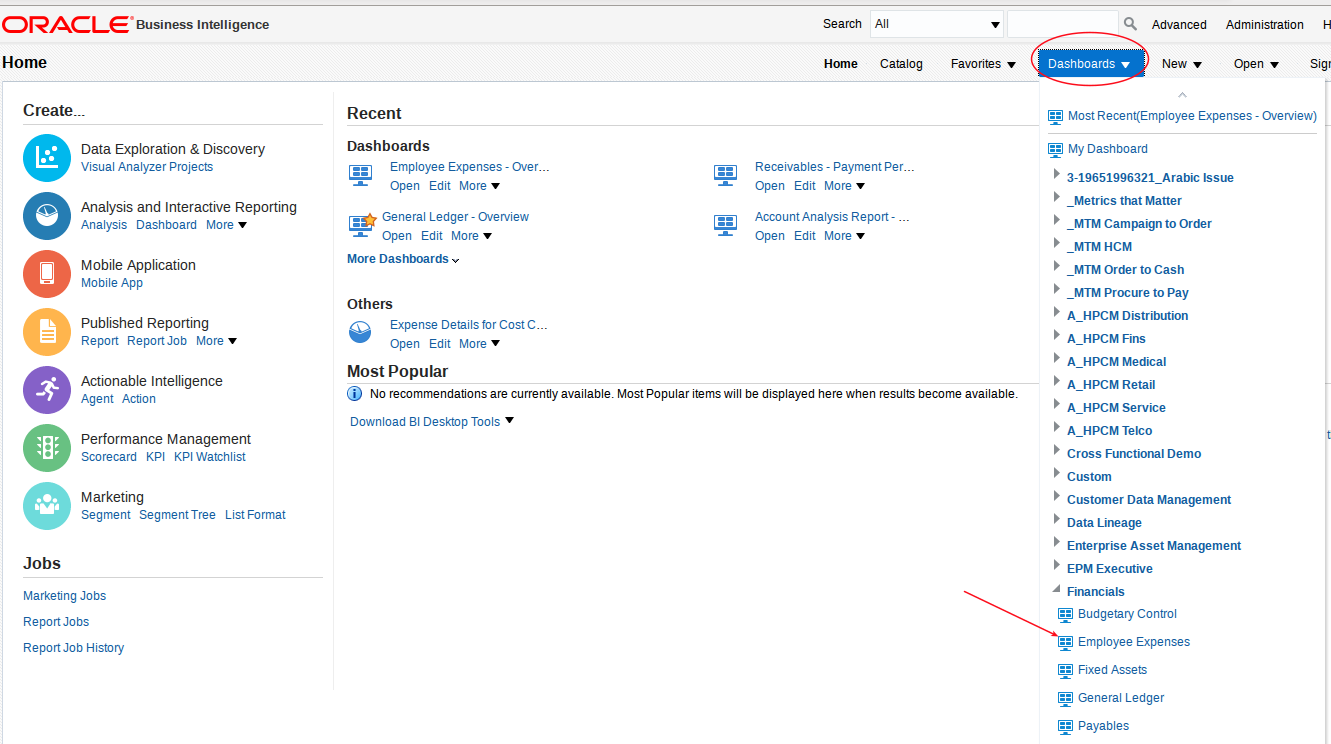 ORACLE® Business Intelligence
Search All Advanced Administration H
Home
Home Catalog Favorites Dashboards New Open Sign
Create...
Data Exploration & Discovery
Visual Analyzer Projects
Analysis and Interactive Reporting
Analysis Dashboard More
Mobile Application
Mobile App
Published Reporting
Report Report Job More
Actionable Intelligence
Agent Action
Performance Management
Scorecard KPI KPI Watchlist
Marketing
Segment Segment Tree List Format
Jobs
Marketing Jobs
Report Jobs
Report Job History
Recent
Dashboards
Employee Expenses - Over...
Open Edit More
Receivables - Payment Per...
Open Edit More
General Ledger - Overview
Open Edit More
Account Analysis Report - ...
Open Edit More
More Dashboards
Others
Expense Details for Cost C...
Open Edit More
Most Popular
No recommendations are currently available. Most Popular items will be displayed here when results become available.
Download BI Desktop Tools
Most Recent(Employee Expenses - Overview)
My Dashboard
3-19651996321_Arabic Issue
_Metrics that Matter
_MTM Campaign to Order
_MTM HCM
_MTM Order to Cash
_MTM Procure to Pay
A_HPCM Distribution
A_HPCM Fins
A_HPCM Medical
A_HPCM Retail
A_HPCM Service
A_HPCM Telco
Cross Functional Demo
Custom
Customer Data Management
Data Lineage
Enterprise Asset Management
EPM Executive
Financials
Budgetary Control
Employee Expenses
Fixed Assets
General Ledger
Payables